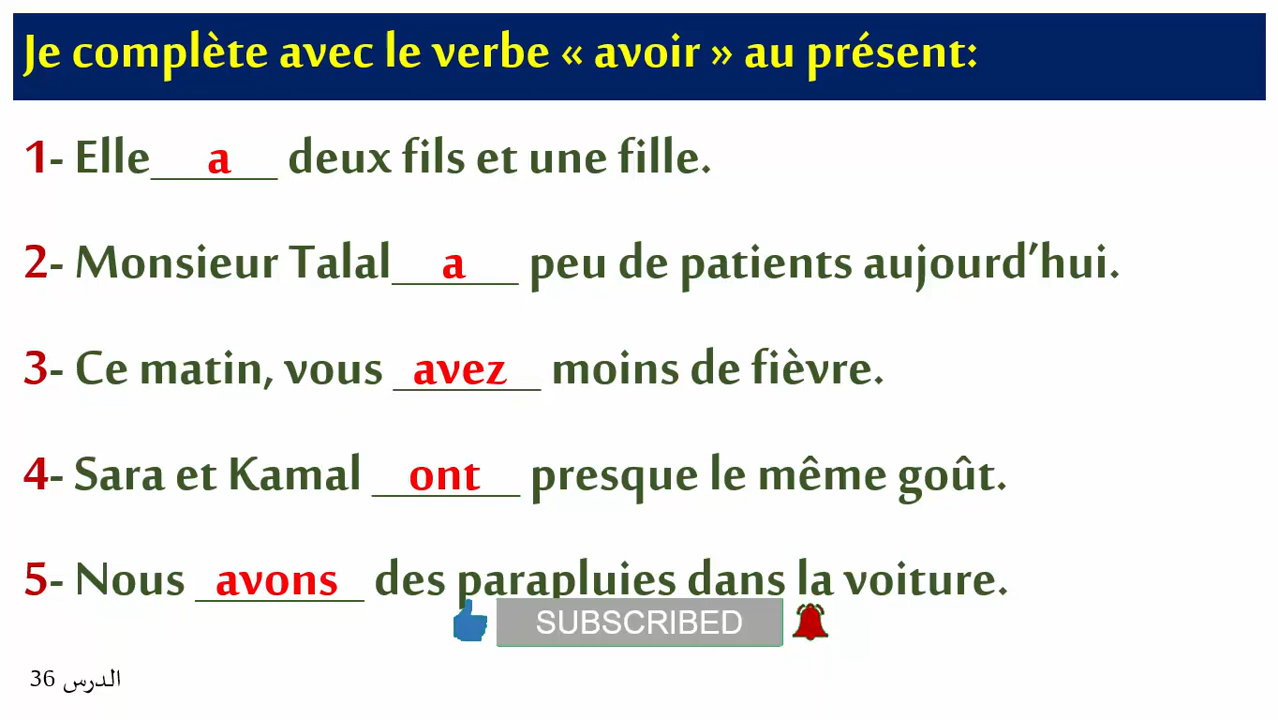 Je complète avec le verbe « avoir » au présent:
1- Elle a deux fils et une fille.
2- Monsieur Talal a peu de patients aujourd’hui.
3- Ce matin, vous avez moins de fièvre.
4- Sara et Kamal ont presque le même goût.
5- Nous avons des parapluies dans la voiture.
SUBSCRIBED
الدرس 36